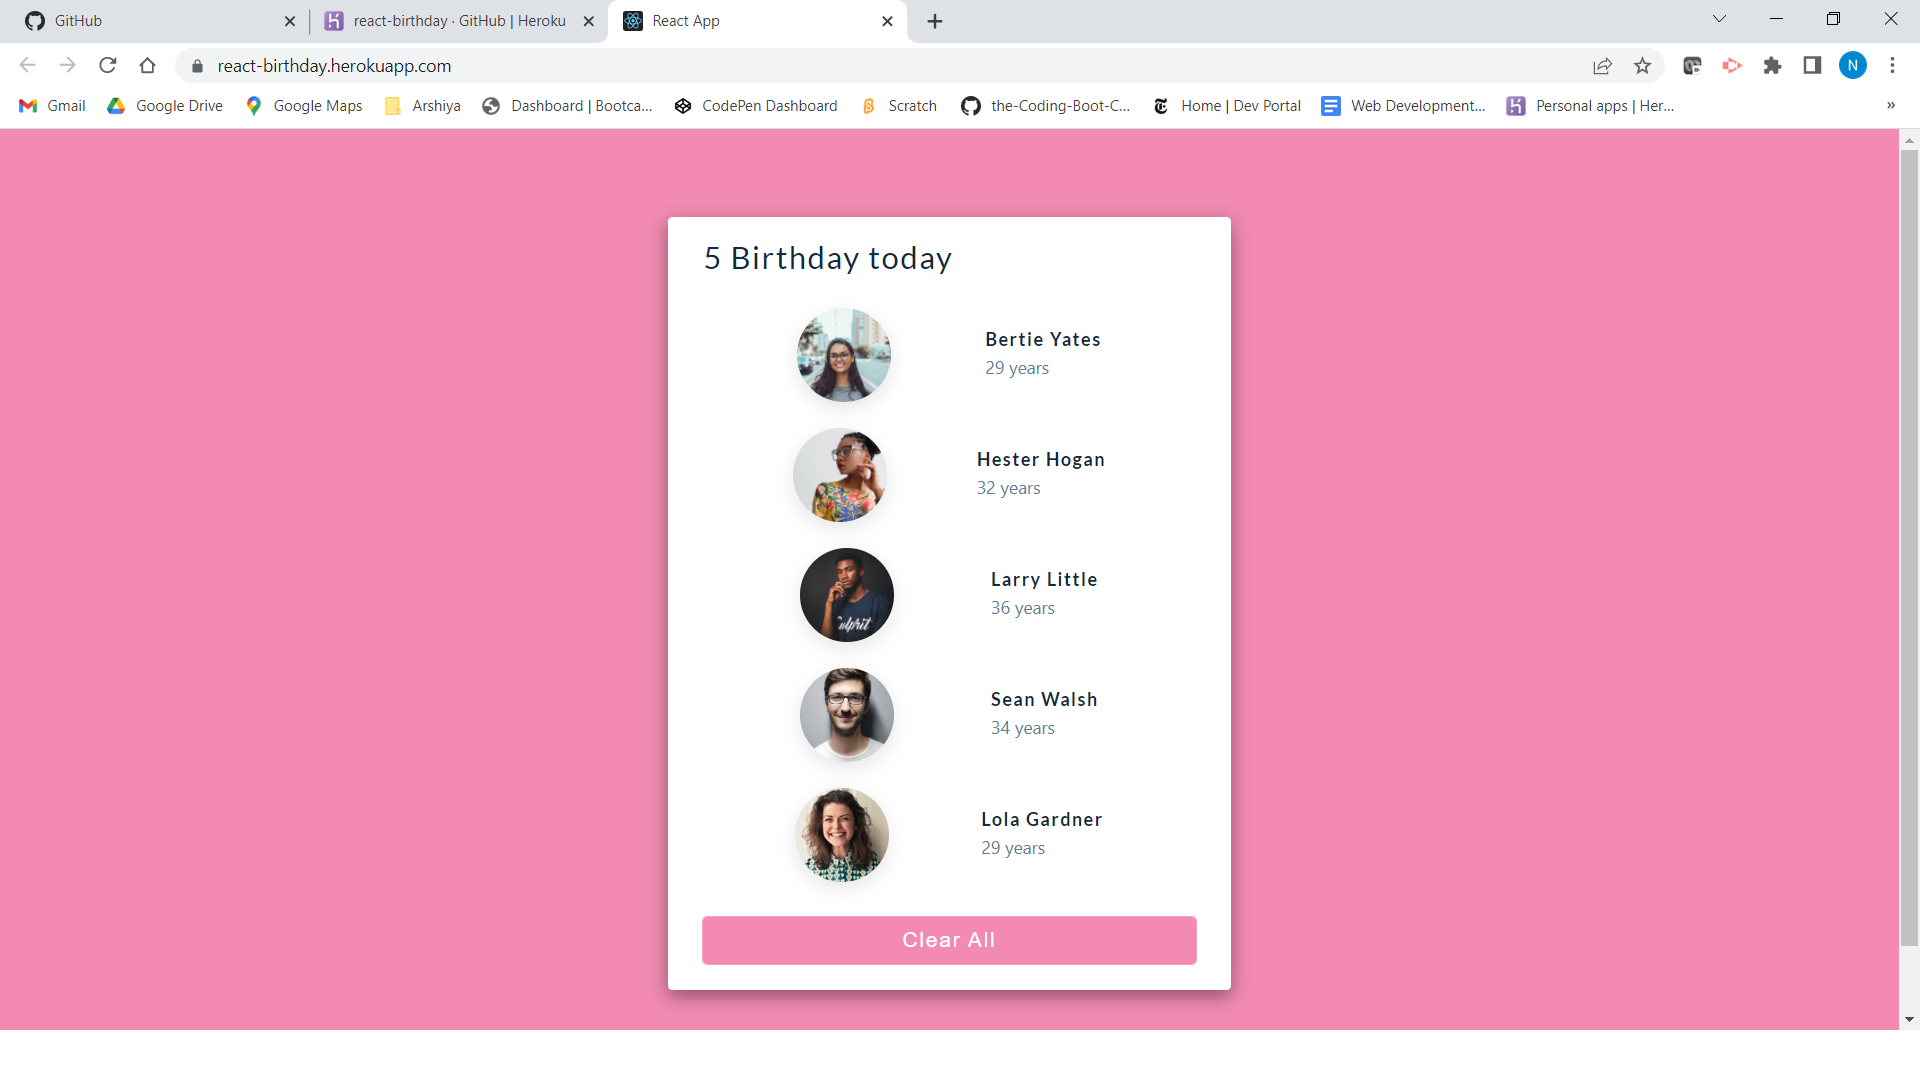 GitHub
react-birthday · GitHub | Heroku
React App
react-birthday.herokuapp.com
N
Gmail
Google Drive
Google Maps
Arshiya
Dashboard | Bootca...
CodePen Dashboard
Scratch
the-Coding-Boot-C...
Home | Dev Portal
Web Development...
Personal apps | Her...
»
5 Birthday today
Bertie Yates
29 years
Hester Hogan
32 years
Larry Little
36 years
Sean Walsh
34 years
Lola Gardner
29 years
Clear All